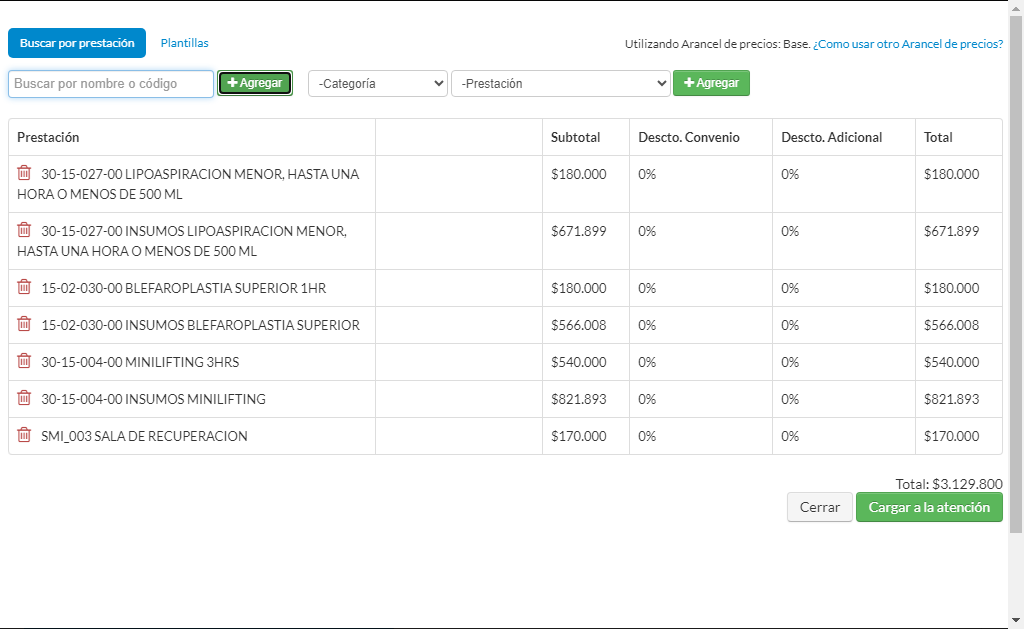 Buscar por prestación
Plantillas
Utilizando Arancel de precios: Base. ¿Como usar otro Arancel de precios?
Buscar por nombre o código
Agregar
-Categoría
-Prestación
Agregar
Prestación Subtotal Descto. Convenio Descto. Adicional Total
30-15-027-00 LIPOASPIRACION MENOR, HASTA UNA $180.000 0% 0% $180.000
HORA O MENOS DE 500 ML
30-15-027-00 INSUMOS LIPOASPIRACION MENOR, $671.899 0% 0% $671.899
HASTA UNA HORA O MENOS DE 500 ML
15-02-030-00 BLEFAROPLASTIA SUPERIOR 1HR $180.000 0% 0% $180.000
15-02-030-00 INSUMOS BLEFAROPLASTIA SUPERIOR $566.008 0% 0% $566.008
30-15-004-00 MINILIFTING 3HRS $540.000 0% 0% $540.000
30-15-004-00 INSUMOS MINILIFTING $821.893 0% 0% $821.893
SMI_003 SALA DE RECUPERACION $170.000 0% 0% $170.000
Total: $3.129.800
Cerrar
Cargar a la atención